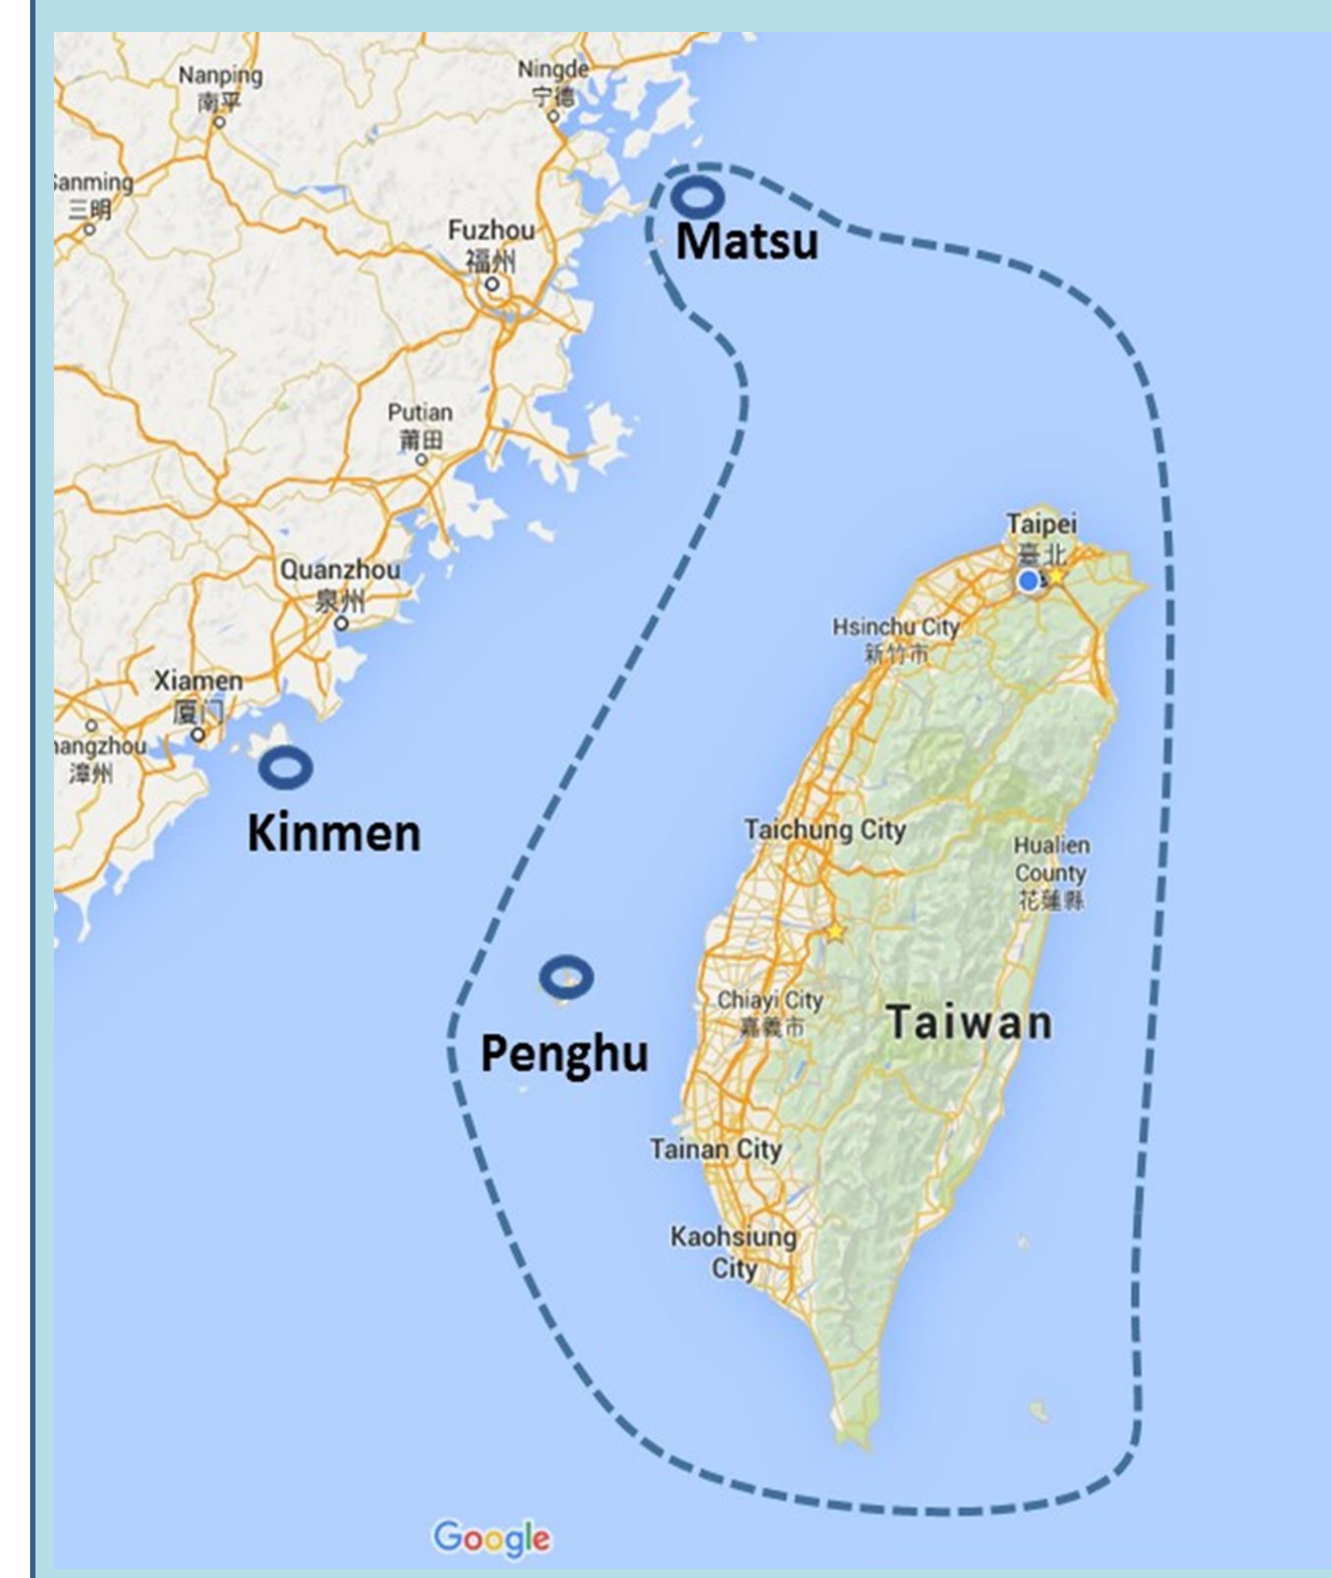 Ningde
宁德
Nanping
南平
Sanming
三明
Fuzhou
福州
Matsu
Putian
莆田
Taipei
臺北
Quanzhou
泉州
Hsinchu City
新竹市
Xiamen
厦门
hangzhou
漳州
Kinmen
Taichung City
Hualien
County
花蓮縣
Chiayi City
嘉義市
Taiwan
Penghu
Tainan City
Kaohsiung
City
Google